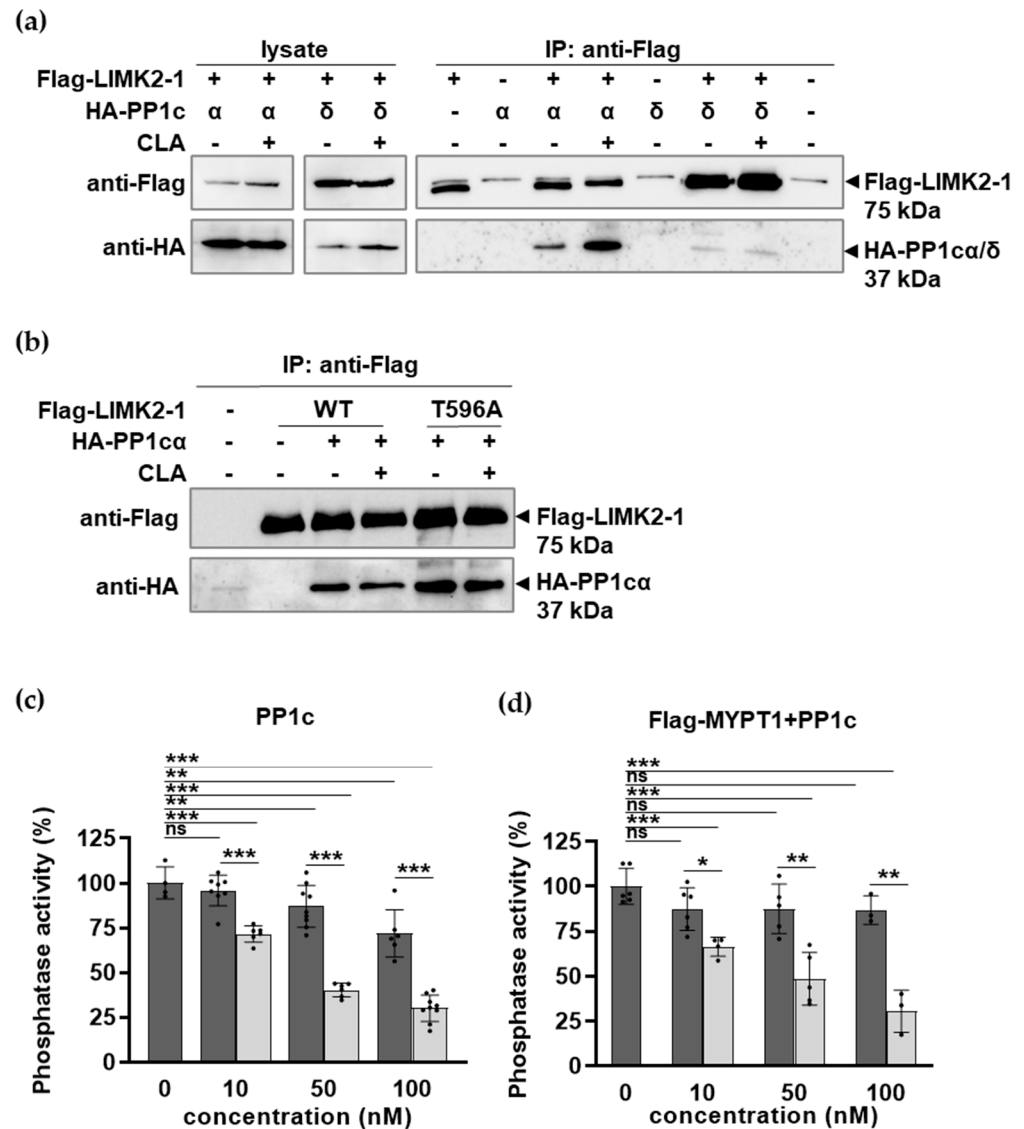 (a)
lysate IP: anti-Flag
Flag-LIMK2-1 + + + + + - + + - + + -
HA-PP1c α α δ δ - α α α δ δ δ -
CLA - + - + - - - + - - + -
anti-Flag Flag-LIMK2-1
75 kDa
anti-HA HA-PP1cα/δ
37 kDa
(b)
IP: anti-Flag
Flag-LIMK2-1 - WT T596A
HA-PP1cα - - + + + +
CLA - - - + - +
anti-Flag Flag-LIMK2-1
75 kDa
anti-HA HA-PP1cα
37 kDa
(c)
PP1c
***
**
***
**
***
ns
*** *** ***
Phosphatase activity (%)
125
100
75
50
25
0
0 10 50 100
concentration (nM)
(d)
Flag-MYPT1+PP1c
***
ns
***
ns
***
ns
* ** **
Phosphatase activity (%)
125
100
75
50
25
0
0 10 50 100
concentration (nM)